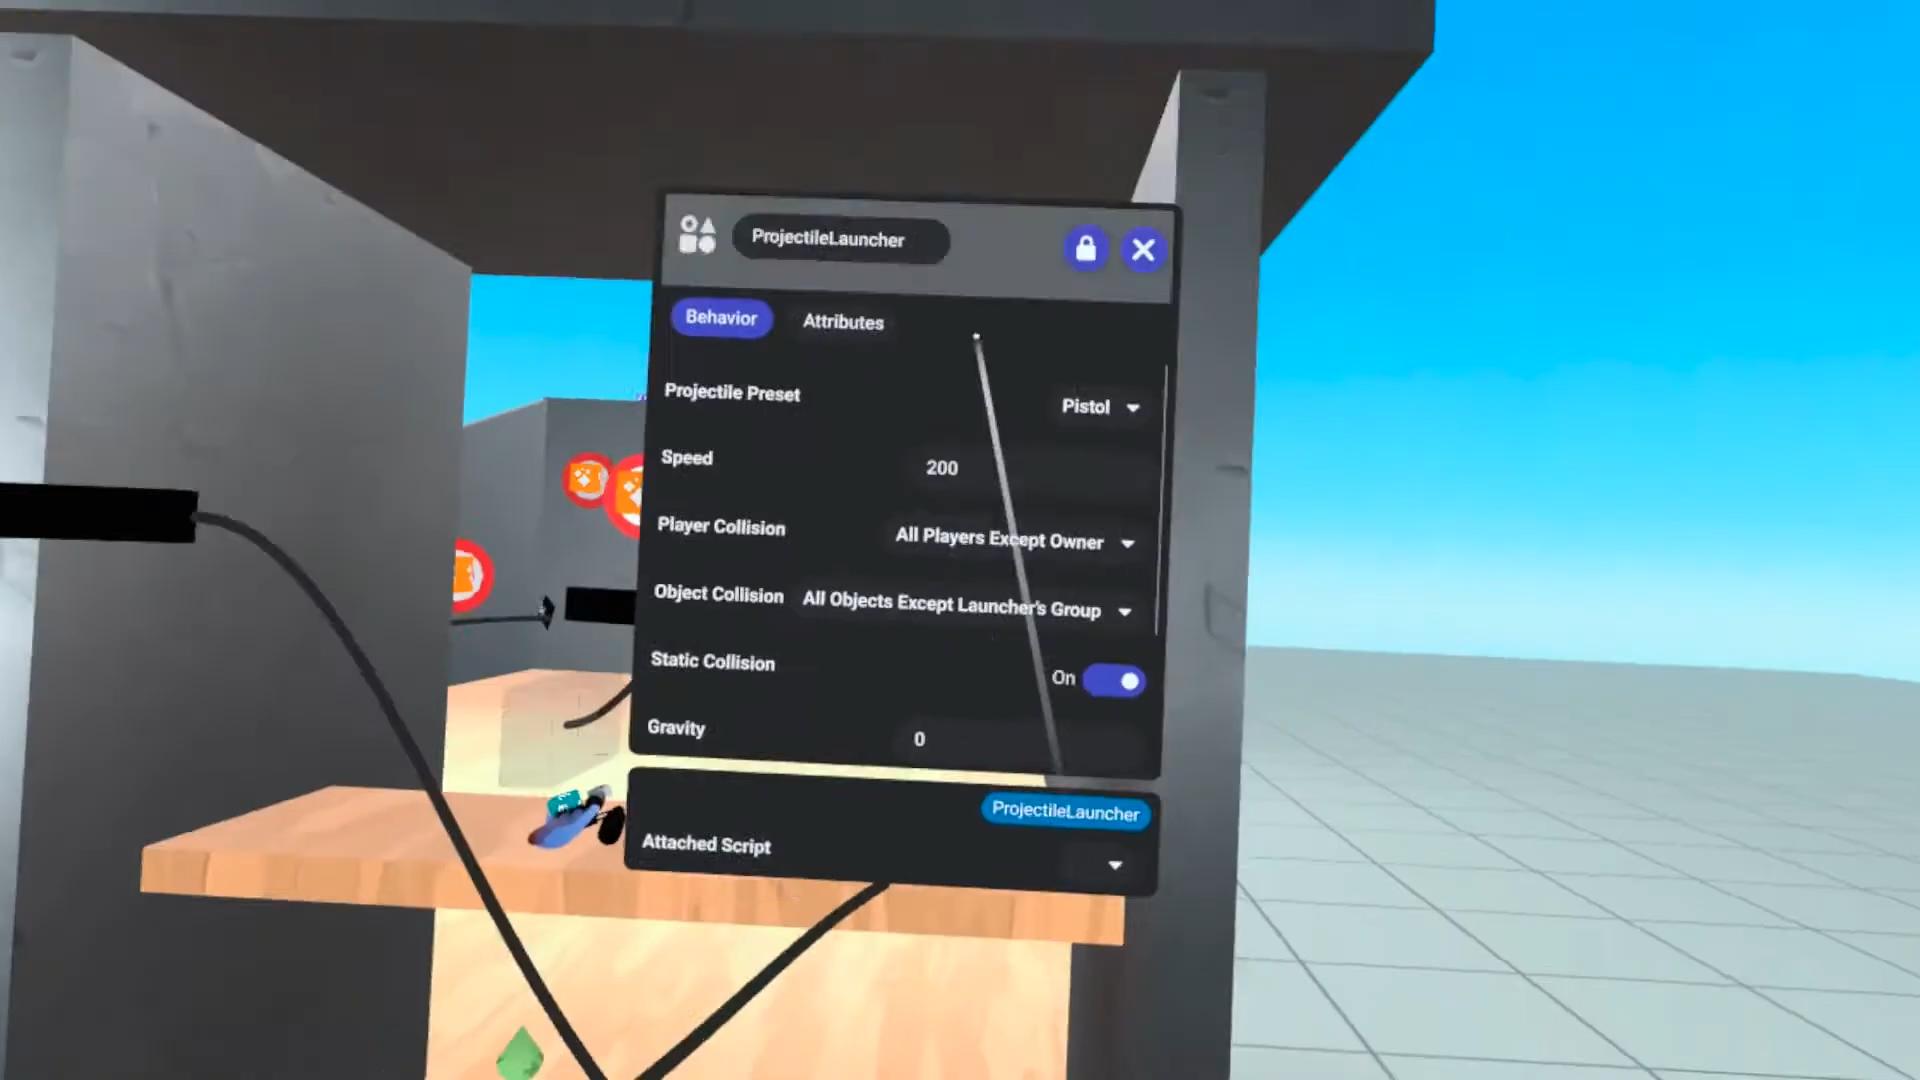 ProjectileLauncher
Behavior Attributes
Projectile Preset Pistol
Speed 200
Player Collision All Players Except Owner
Object Collision All Objects Except Launcher's Group
Static Collision On
Gravity 0
ProjectileLauncher
Attached Script